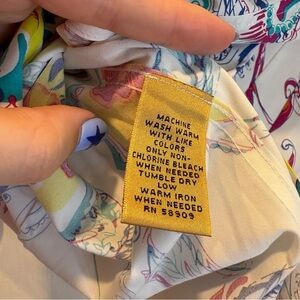 MACHINE
WASH WARM
WITH LIKE
COLORS
ONLY NON-
CHLORINE BLEACH
WHEN NEEDED
TUMBLE DRY
LOW
WARM IRON
WHEN NEEDED
RN 58909